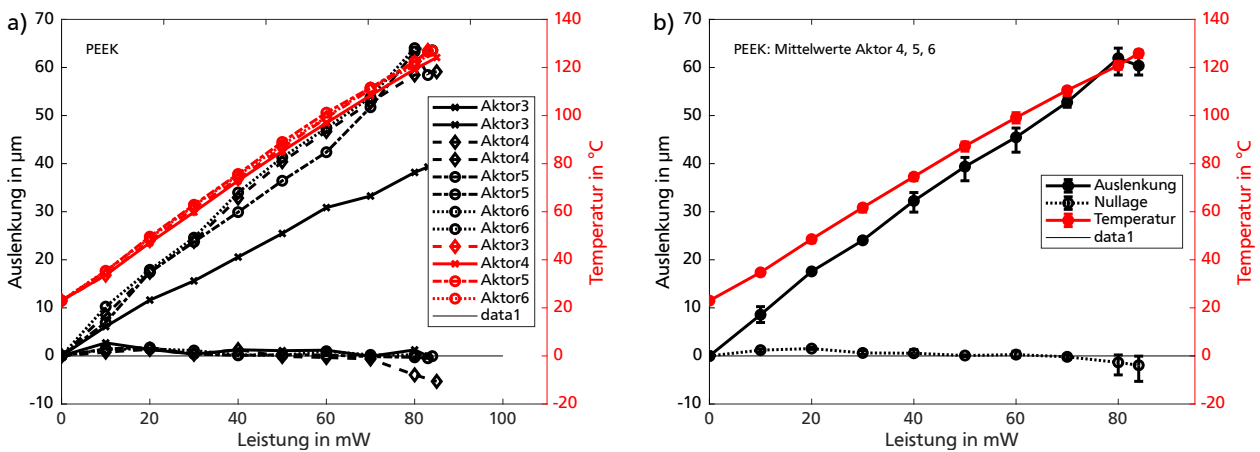 a)
PEEK
70
60
50
40
30
20
10
0
-10
Auslenkung in µm
140
120
100
80
60
40
20
0
-20
Temperatur in °C
0
20
40
60
80
100
Leistung in mW
Aktor3
Aktor3
Aktor4
Aktor4
Aktor5
Aktor5
Aktor6
Aktor6
Aktor3
Aktor4
Aktor5
Aktor6
data1
b)
PEEK: Mittelwerte Aktor 4, 5, 6
70
60
50
40
30
20
10
0
-10
Auslenkung in µm
140
120
100
80
60
40
20
0
-20
Temperatur in °C
0
20
40
60
80
Leistung in mW
Auslenkung
Nullage
Temperatur
data1